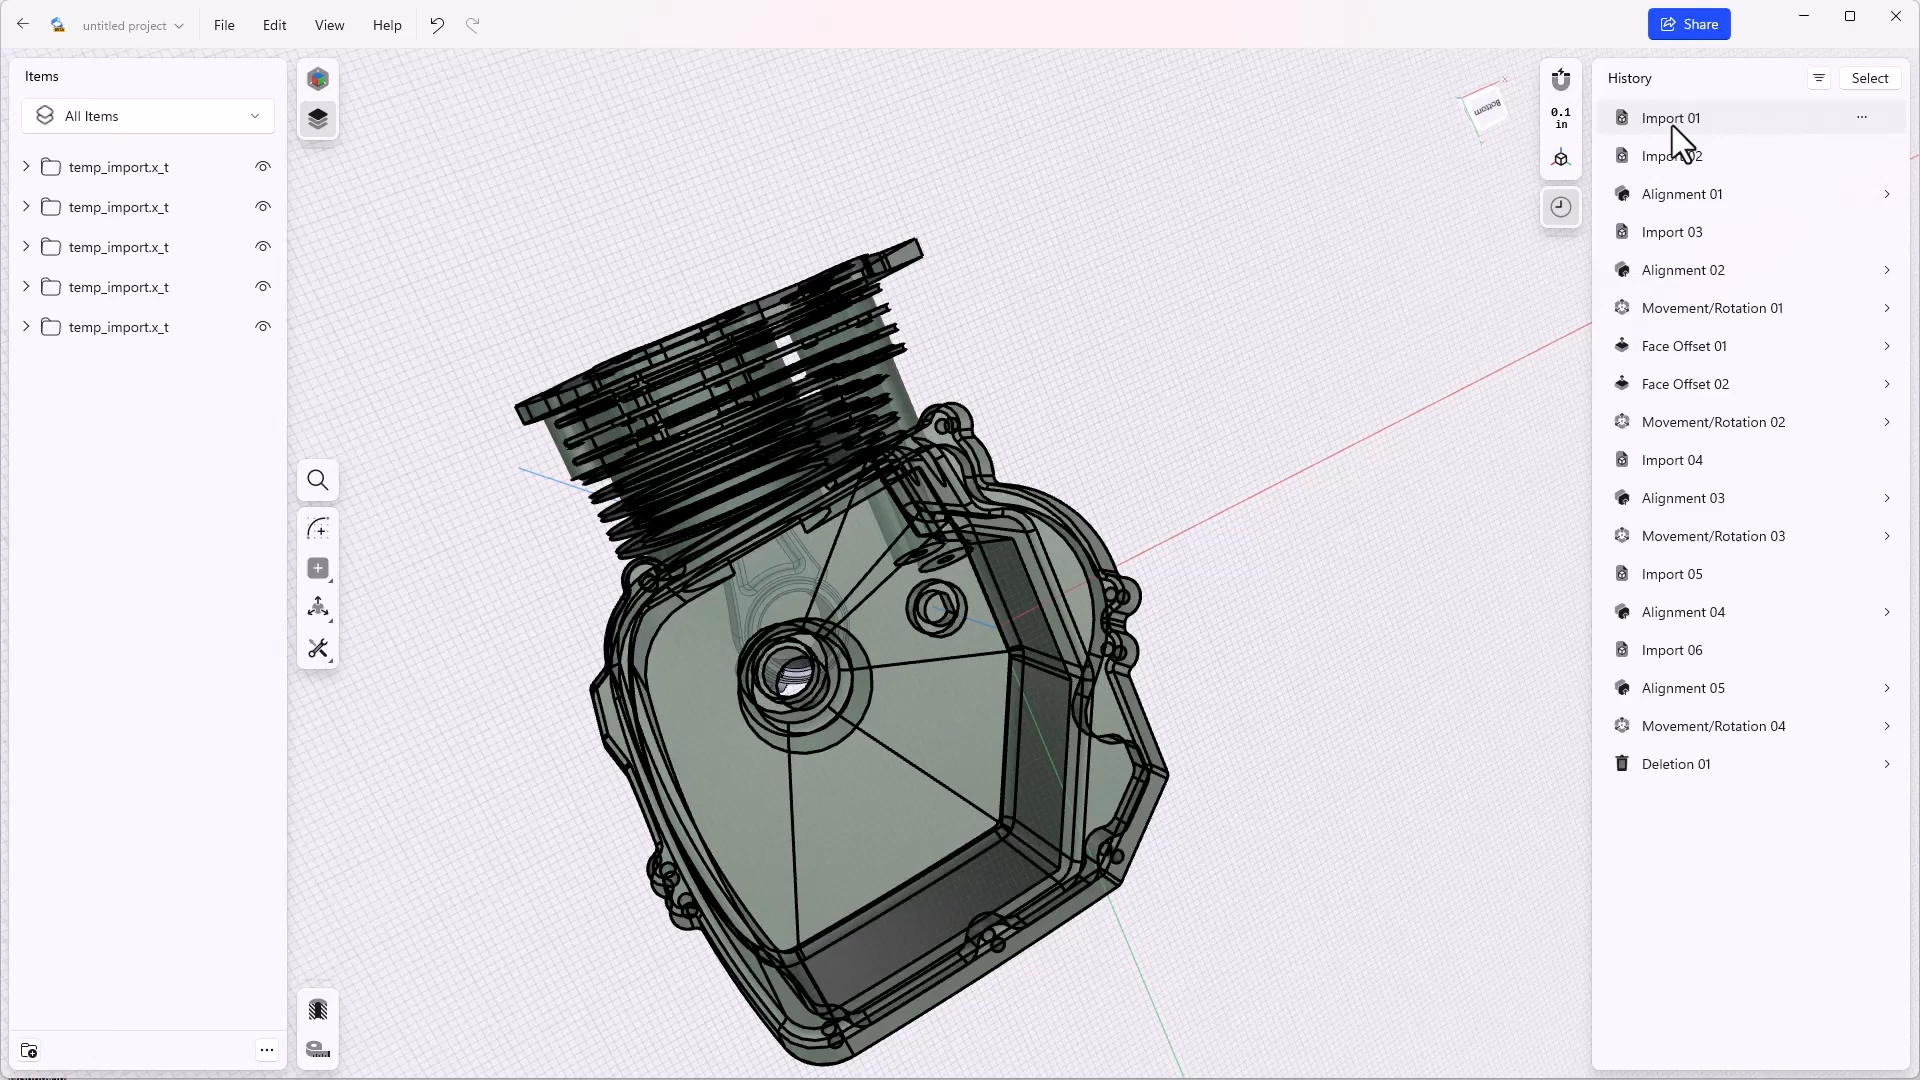 untitled project
File
Edit
View
Help
Share
Items
All Items
temp_import.x_t
temp_import.x_t
temp_import.x_t
temp_import.x_t
temp_import.x_t
Bottom
X
0.1
in
History
Select
Import 01
Import 02
Alignment 01
Import 03
Alignment 02
Movement/Rotation 01
Face Offset 01
Face Offset 02
Movement/Rotation 02
Import 04
Alignment 03
Movement/Rotation 03
Import 05
Alignment 04
Import 06
Alignment 05
Movement/Rotation 04
Deletion 01